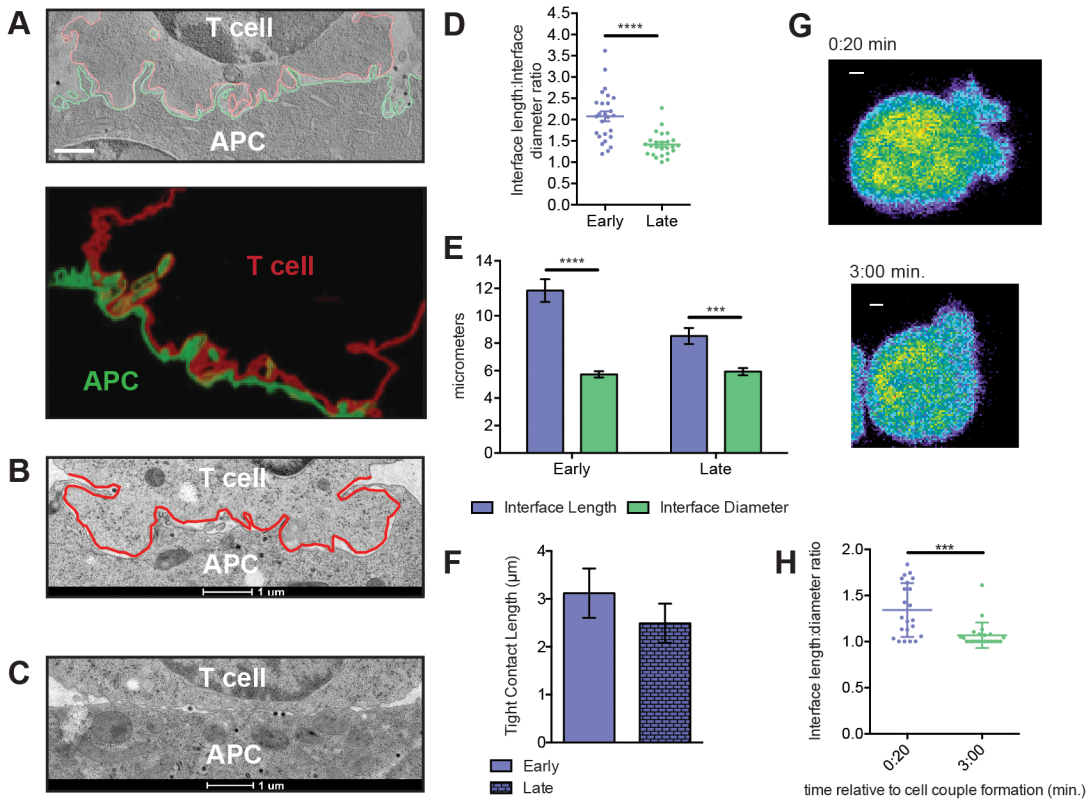 A
T cell
APC
T cell
APC
B
T cell
APC
1 um
C
T cell
APC
1 um
D
Interface length:Interface
diameter ratio
4.5
4.0
3.5
3.0
2.5
2.0
1.5
1.0
0.5
0.0
****
Early
Late
E
micrometers
14
12
10
8
6
4
2
0
****
***
Early
Late
Interface Length
Interface Diameter
F
Tight Contact Length (µm)
4
3
2
1
0
Early
Late
G
0:20 min
3:00 min.
H
Interface length:diameter ratio
2.0
1.5
1.0
0.5
0.0
***
0:20
3:00
time relative to cell couple formation (min.)